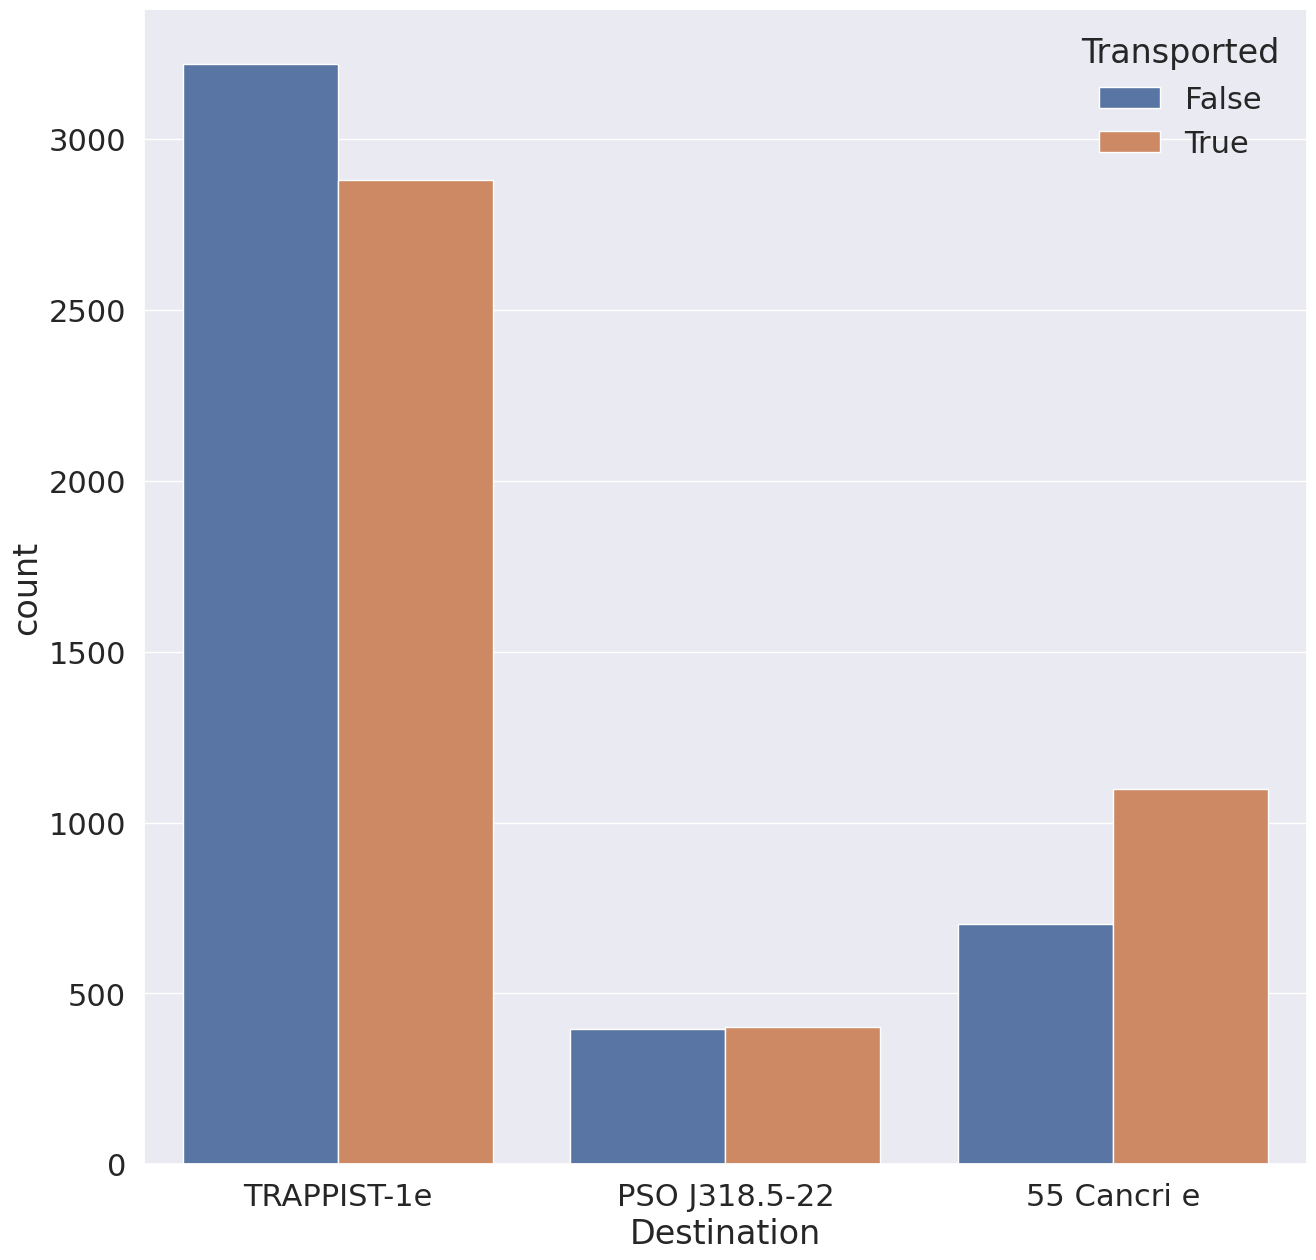 Transported
False
True
3000
2500
2000
1500
1000
500
0
count
TRAPPIST-1e
PSO J318.5-22
55 Cancri e
Destination